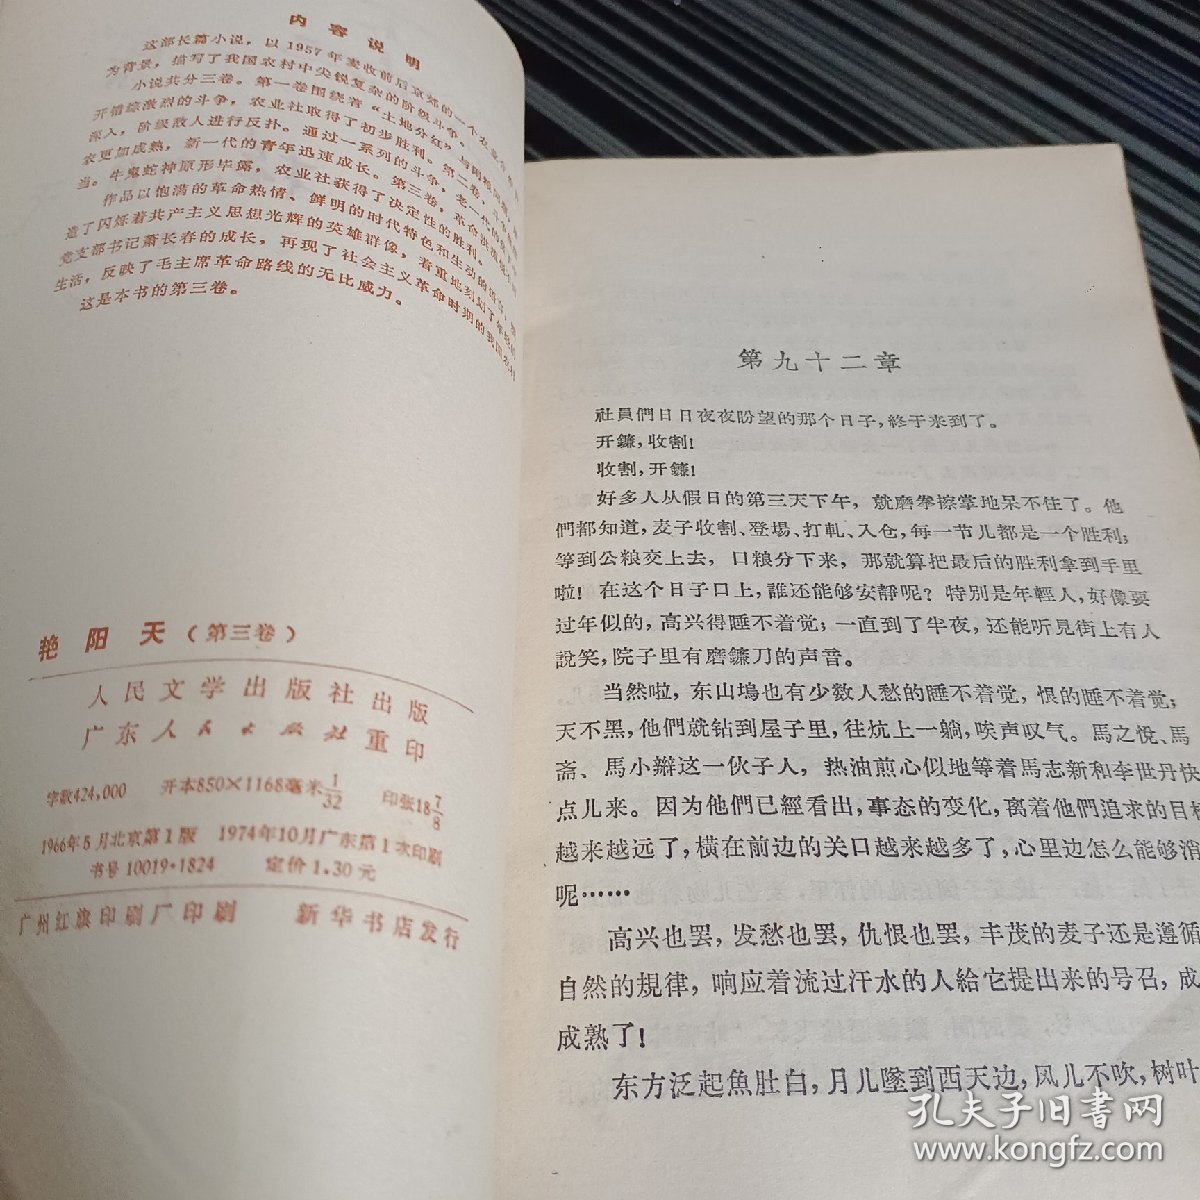 内容说明
这部长篇小说，以1957年麦收前后京郊的一个农
为背景，描写了我国农村中尖锐复杂的阶级斗争。
小说共分三卷。第一卷围绕着“土地分红”
开错综激烈的斗争，农业社取得了初步胜利。第二卷，
深入，阶级敌人进行反扑。通过一系列的斗争，老一
农更加成熟，新一代的青年迅速成长。第三卷，革命
当。牛鬼蛇神原形毕露，农业社获得了决定性的胜利。
作品以饱满的革命热情、鲜明的时代特色和生动的
造了闪烁着共产主义思想光辉的英雄群像，着重地刻划了年轻的
党支部书记萧长春的成长，再现了社会主义革命时期的我国农村
生活，反映了毛主席革命路线的无比威力。
这是本书的第三卷。
艳阳天（第三卷）
人民文学出版社出版
广东人民出版社重印
字数424,000 开本850×1168毫米1/32 印张18 7/8
1966年5月北京第1版 1974年10月广东第1次印刷
书号10019·1824 定价1.30元
广州红旗印刷厂印刷 新华书店发行
第九十二章
社員們日日夜夜盼望的那个日子，終于来到了。
开鐮，收割！
收割，开鐮！
好多人从假日的第三天下午，就磨拳擦掌地呆不住了。他
們都知道，麦子收割、登場、打軋、入仓，每一节儿都是一个胜利；
等到公粮交上去，口粮分下来，那就算把最后的胜利拿到手里
啦！在这个日子口上，誰还能够安靜呢？特別是年輕人，好像要
过年似的，高兴得睡不着觉；一直到了半夜，还能听見街上有人
說笑，院子里有磨鐮刀的声音。
当然啦，东山塢也有少数人愁的睡不着觉，恨的睡不着觉；
天不黑，他們就钻到屋子里，往炕上一躺，唉声叹气。馬之悅、馬
斋、馬小辮这一伙子人，热油煎心似地等着馬志新和李世丹快
点儿来。因为他們已經看出，事态的变化，离着他們追求的目标
越来越远了，横在前边的关口越来越多了，心里边怎么能够消
呢……
高兴也罢，发愁也罢，仇恨也罢，丰茂的麦子还是遵循
自然的規律，响应着流过汗水的人給它提出来的号召，成
成熟了！
东方泛起魚肚白，月儿墜到西天边，风儿不吹，树叶
孔夫子旧书网
www.kongfz.com